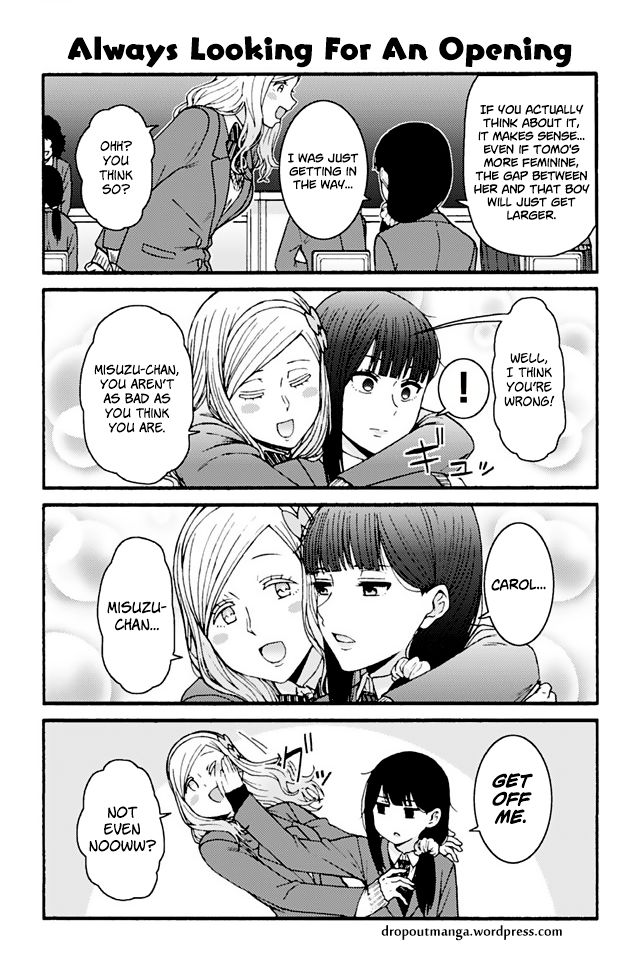 Always Looking For An Opening
IF YOU ACTUALLY
THINK ABOUT IT,
IT MAKES SENSE...
EVEN IF TOMO'S
MORE FEMININE,
THE GAP BETWEEN
HER AND THAT BOY
WILL JUST GET
LARGER.
I WAS JUST
GETTING IN
THE WAY...
OHH?
YOU
THINK
SO?
WELL,
I THINK
YOU'RE
WRONG!
!
ギュッ
MISUZU-CHAN,
YOU AREN'T
AS BAD AS
YOU THINK
YOU ARE.
CAROL...
MISUZU-
CHAN...
GET
OFF
ME.
グッ
NOT
EVEN
NOOWW?
dropoutmanga.wordpress.com